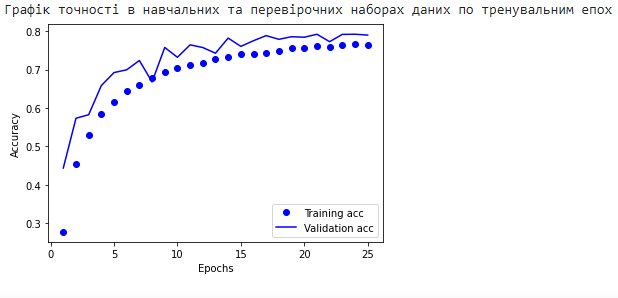 Графік точності в навчальних та перевірочних наборах даних по тренувальним епох
0.8
0.7
0.6
0.5
0.4
0.3
Accuracy
Training acc
Validation acc
0 5 10 15 20 25
Epochs